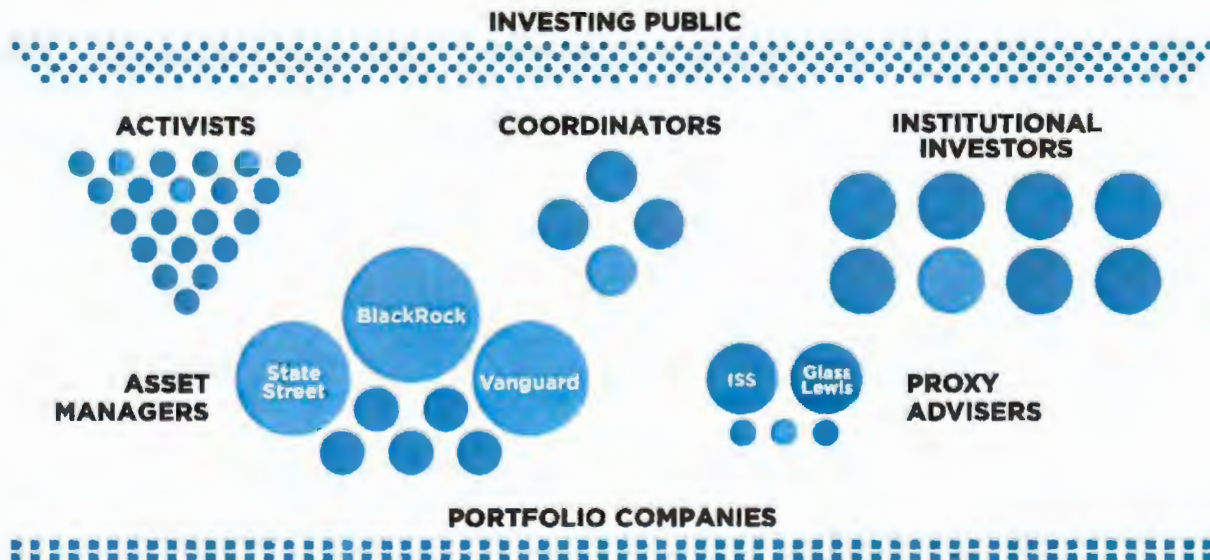 INVESTING PUBLIC
ACTIVISTS
COORDINATORS
INSTITUTIONAL
INVESTORS
BlackRock
State
Street
Vanguard
ASSET
MANAGERS
ISS
Glass
Lewis
PROXY
ADVISERS
PORTFOLIO COMPANIES